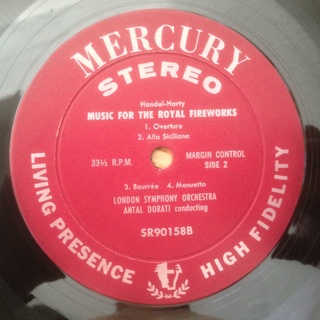 MERCURY
STEREO
Handel-Harty
MUSIC FOR THE ROYAL FIREWORKS
1. Overture
2. Alla Siciliana
33⅓ R.P.M.
MARGIN CONTROL
SIDE 2
3. Bourrée 4. Menuetto
LONDON SYMPHONY ORCHESTRA
ANTAL DORATI conducting
SR90158B
LIVING PRESENCE
HIGH FIDELITY